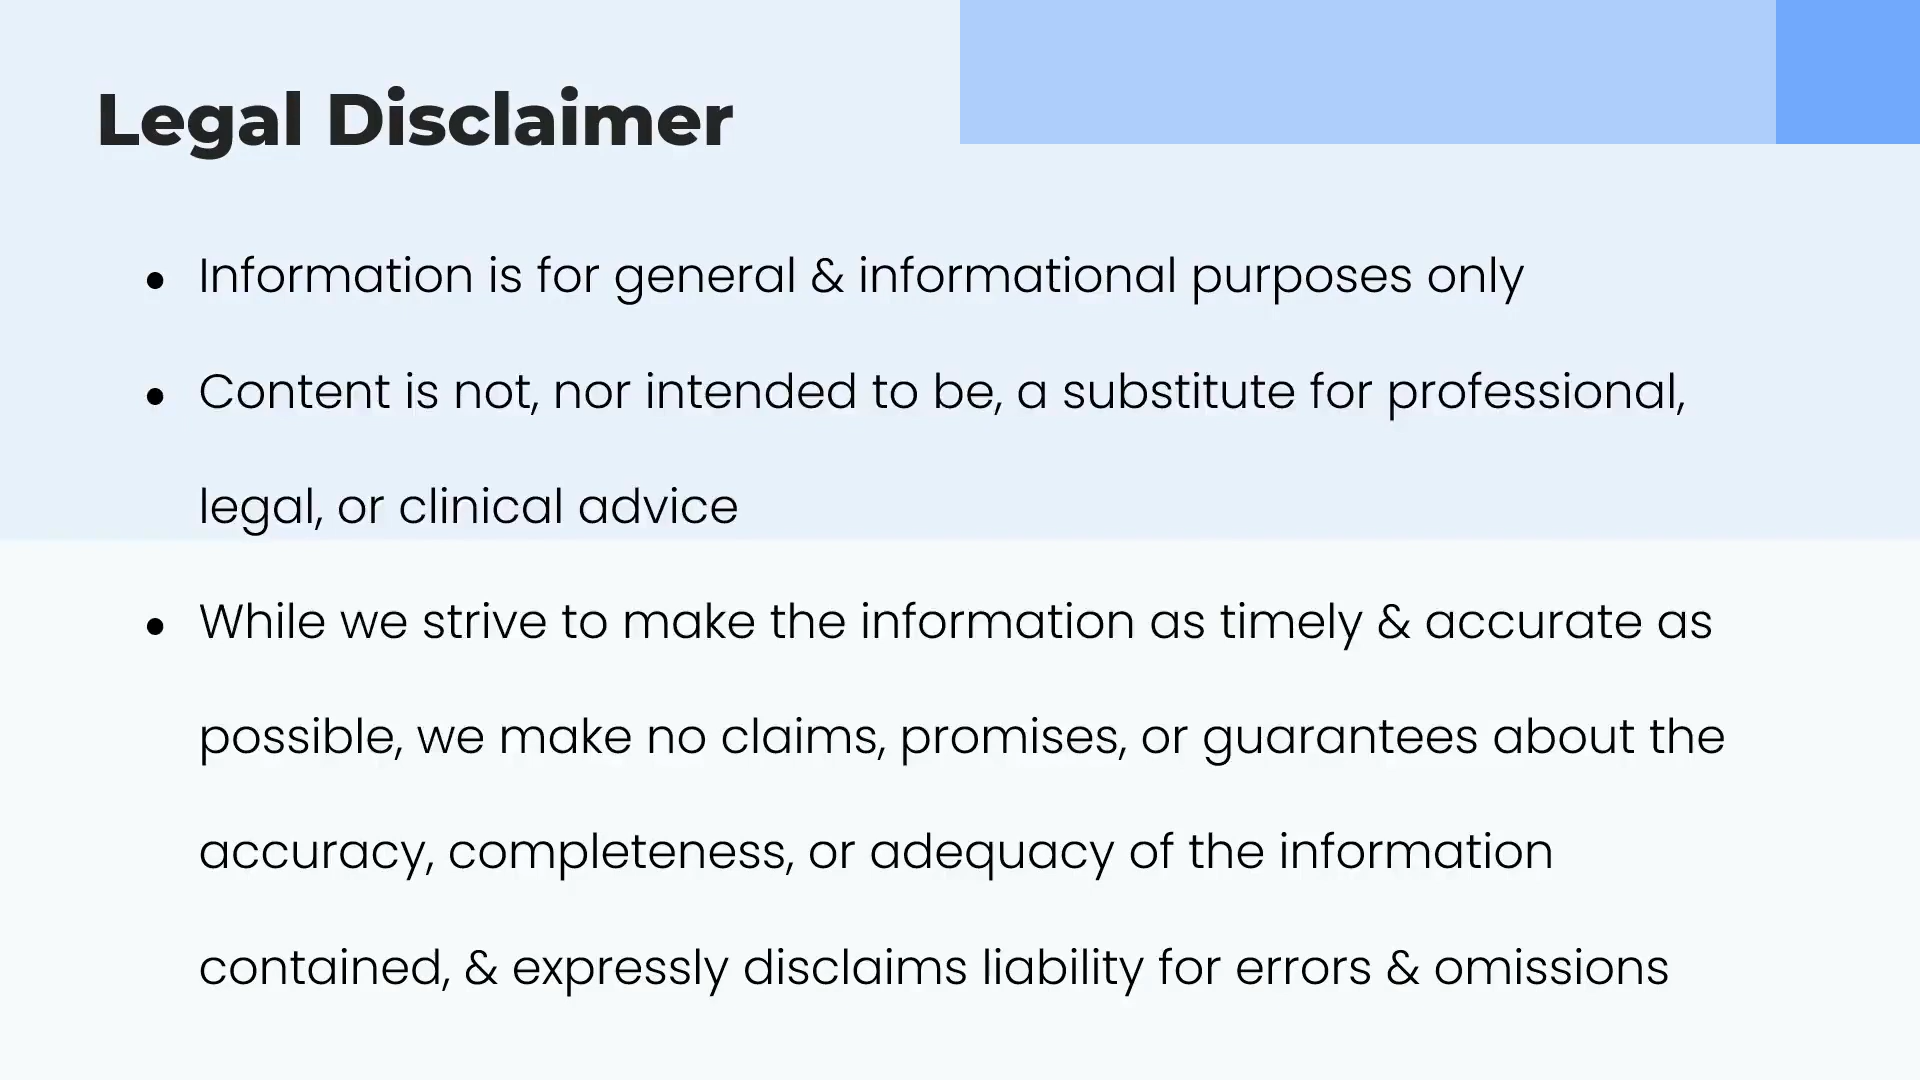 Legal Disclaimer
● Information is for general & informational purposes only
● Content is not, nor intended to be, a substitute for professional,
legal, or clinical advice
● While we strive to make the information as timely & accurate as
possible, we make no claims, promises, or guarantees about the
accuracy, completeness, or adequacy of the information
contained, & expressly disclaims liability for errors & omissions